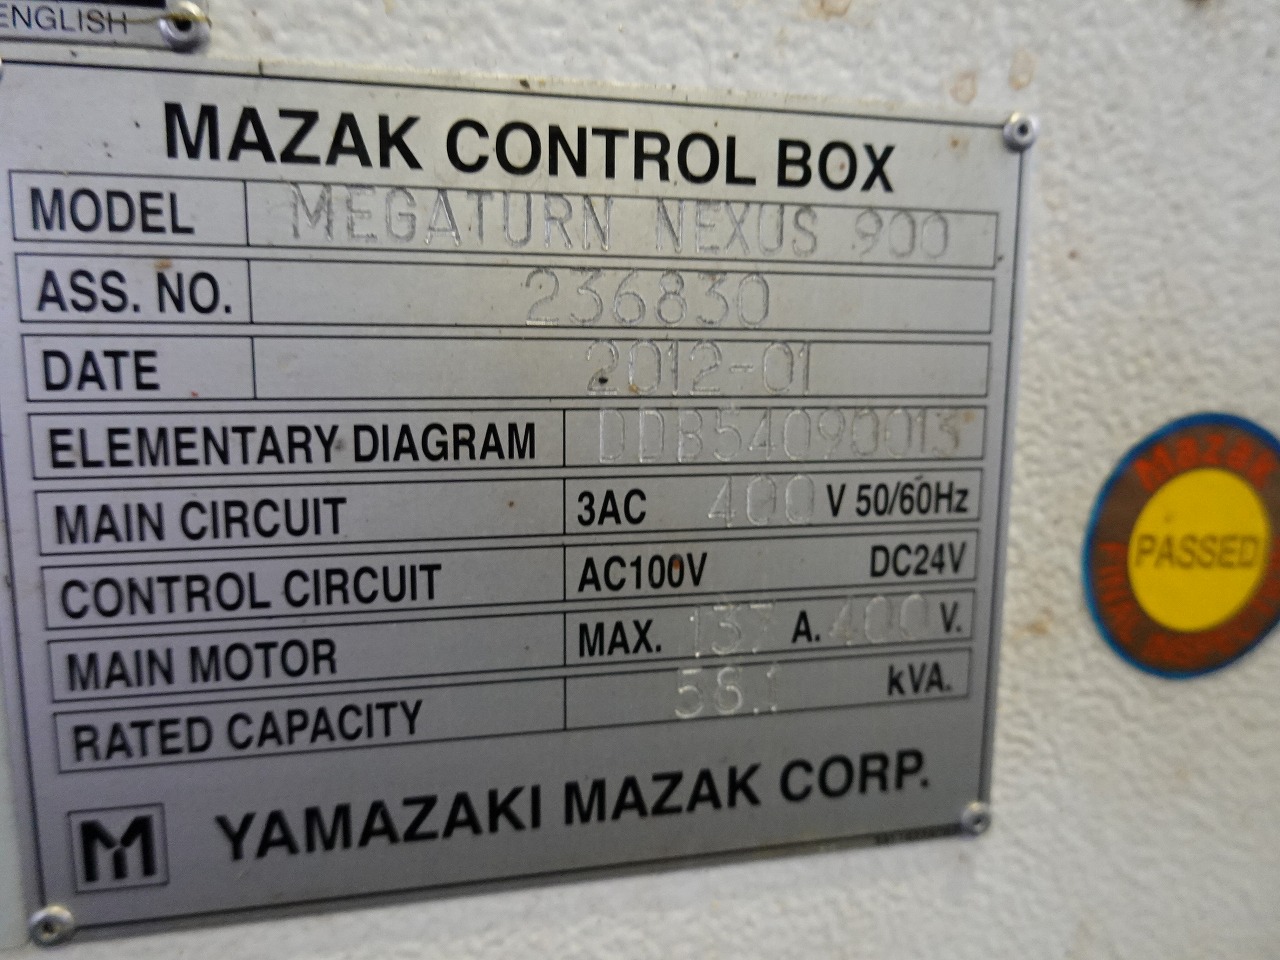 ENGLISH
MAZAK CONTROL BOX
MODEL MEGATURN NEXUS 900
ASS. NO. 236830
DATE 2012-01
ELEMENTARY DIAGRAM DDB54090013
MAIN CIRCUIT 3AC 400 V 50/60Hz
CONTROL CIRCUIT AC100V DC24V
MAIN MOTOR MAX. 137 A. 400 V.
RATED CAPACITY 58.1 kVA.
M YAMAZAKI MAZAK CORP.
Mazak
PASSED